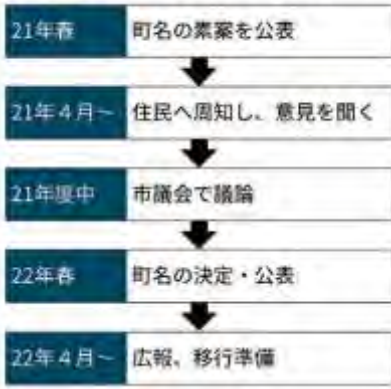 21年春 町名の素案を公表
21年4月~ 住民へ周知し、意見を聞く
21年度中 市議会で議論
22年春 町名の決定・公表
22年4月~ 広報、移行準備